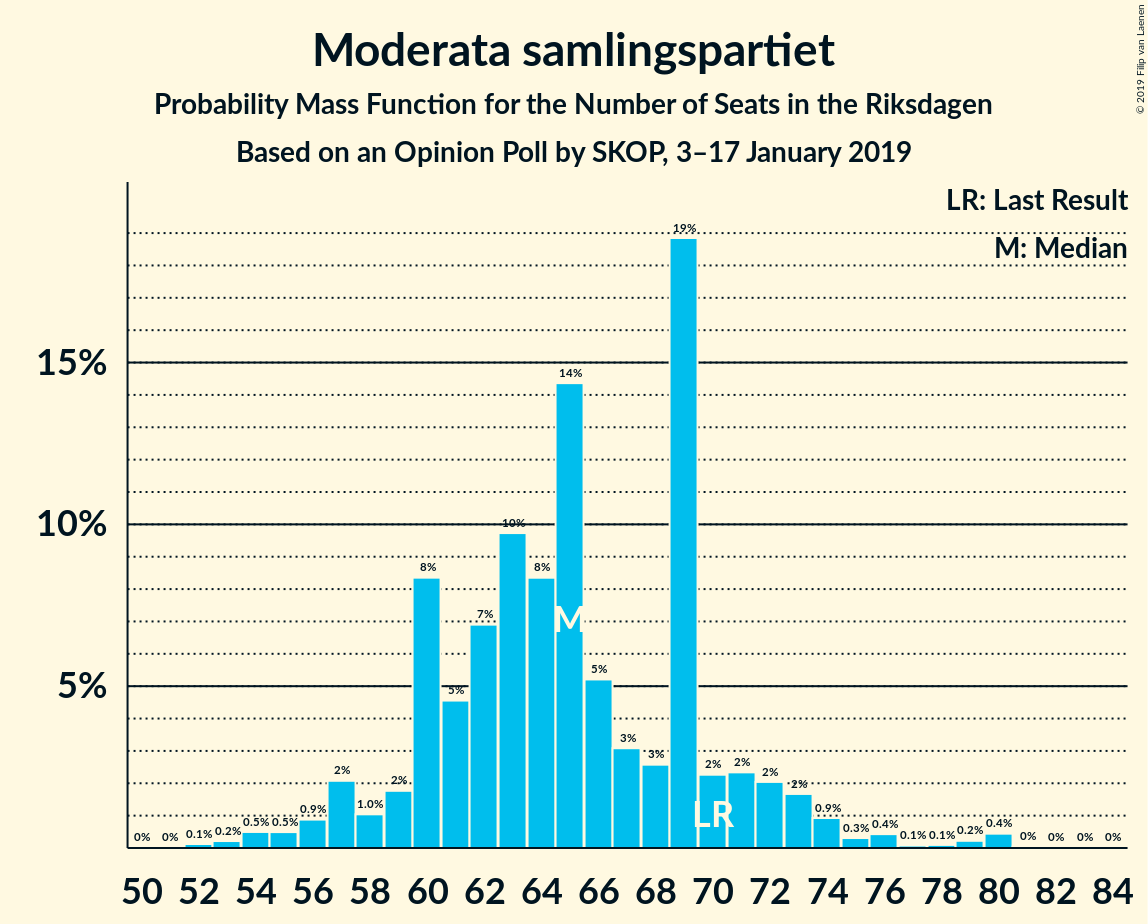 Moderata samlingspartiet
Probability Mass Function for the Number of Seats in the Riksdagen
Based on an Opinion Poll by SKOP, 3–17 January 2019
© 2019 Filip van Laenen
LR: Last Result
M: Median
15%
10%
5%
0% 0% 0.1% 0.2% 0.5% 0.5% 0.9% 2% 1.0% 2% 8% 5% 7% 10% 8% 14% 5% 3% 3% 19% 2% 2% 2% 2% 0.9% 0.3% 0.4% 0.1% 0.1% 0.2% 0.4% 0% 0% 0% 0%
M
LR
50 52 54 56 58 60 62 64 66 68 70 72 74 76 78 80 82 84